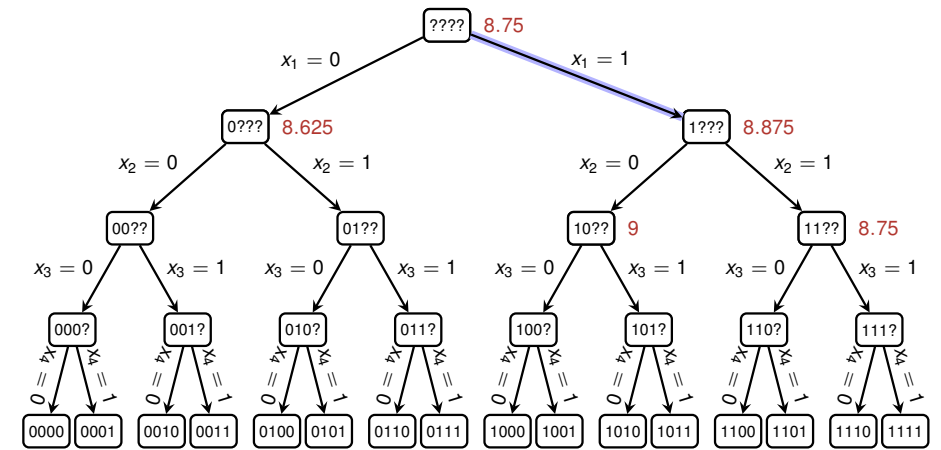 ???? 8.75
x₁ = 0 x₁ = 1
0??? 8.625 1??? 8.875
x₂ = 0 x₂ = 1 x₂ = 0 x₂ = 1
00?? 01?? 10?? 9 11?? 8.75
x₃ = 0 x₃ = 1 x₃ = 0 x₃ = 1 x₃ = 0 x₃ = 1 x₃ = 0 x₃ = 1
000? 001? 010? 011? 100? 101? 110? 111?
x₄ = 0 x₄ = 1 x₄ = 0 x₄ = 1 x₄ = 0 x₄ = 1 x₄ = 0 x₄ = 1 x₄ = 0 x₄ = 1 x₄ = 0 x₄ = 1 x₄ = 0 x₄ = 1 x₄ = 0 x₄ = 1
0000 0001 0010 0011 0100 0101 0110 0111 1000 1001 1010 1011 1100 1101 1110 1111